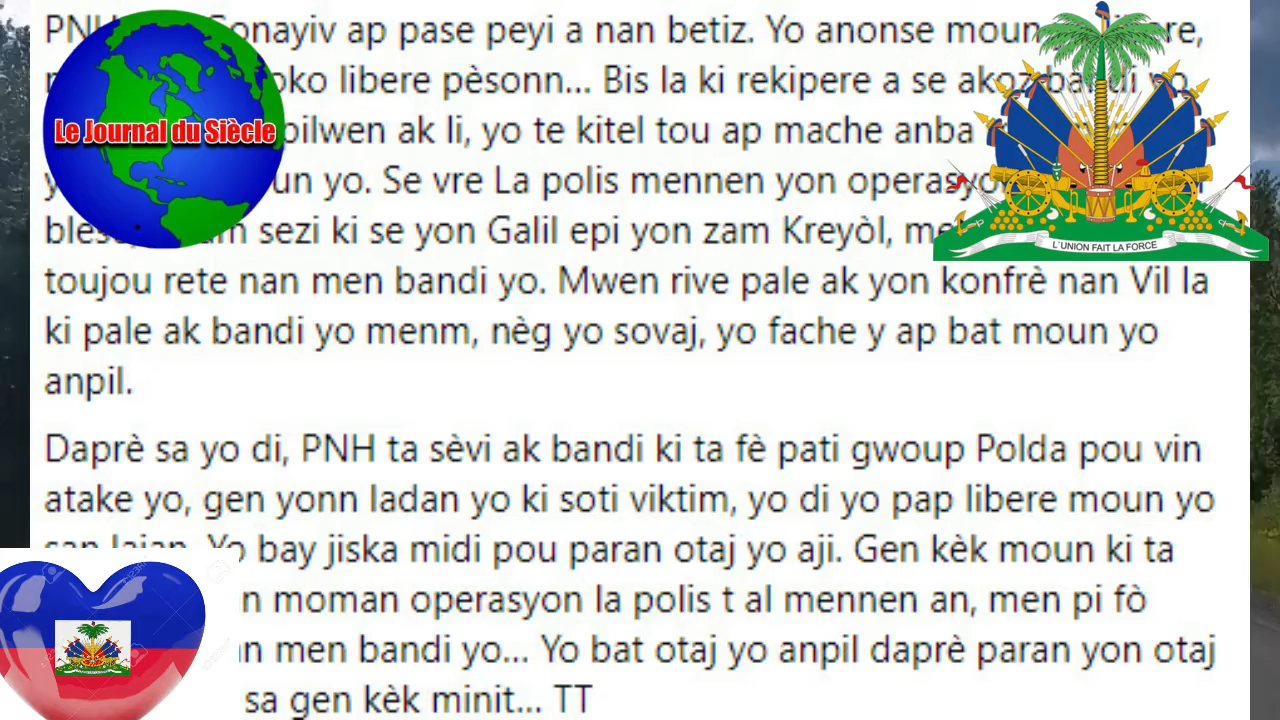 ap pase peyi a nan betiz. Yo anonse moun
libere pèsonn... Bis la ki rekipere a se akoz
Le Journal du Siècle
ak li, yo te kitel tou ap mache anba
yo. Se vre La polis mennen yon
sezi ki se yon Galil epi yon zam Kreyòl,
L'UNION FAIT LA FORCE
toujou rete nan men bandi yo. Mwen rive pale ak yon konfrè nan Vil la
ki pale ak bandi yo menm, nèg yo sovaj, yo fache y ap bat moun yo
anpil.
Daprè sa yo di, PNH ta sèvi ak bandi ki ta fè pati gwoup Polda pou vin
atake yo, gen yonn ladan yo ki soti viktim, yo di yo pap libere moun yo
san lajan. Yo bay jiska midi pou paran otaj yo aji. Gen kèk moun ki ta
moman operasyon la polis t al mennen an, men pi fò
men bandi yo... Yo bat otaj yo anpil daprè paran yon otaj
sa gen kèk minit... TT